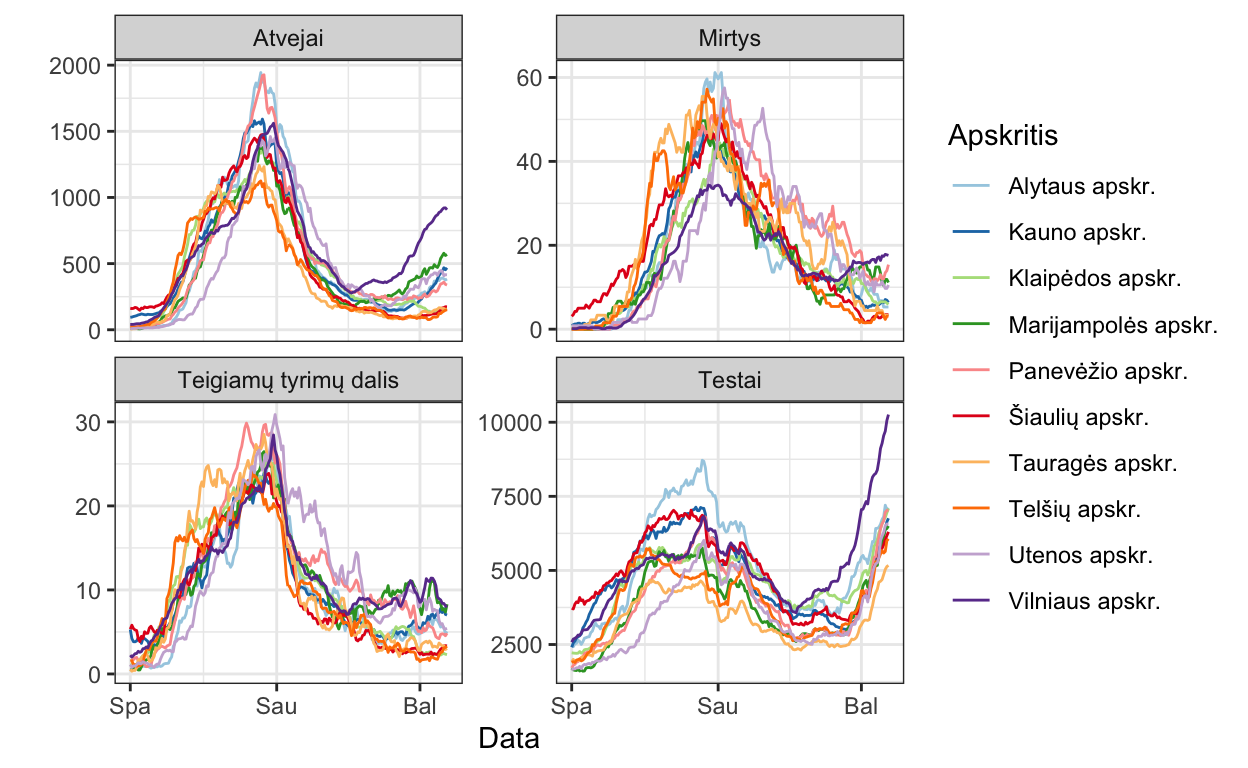 Atvejai
Mirtys
2000
1500
1000
500
0
60
40
20
0
Teigiamų tyrimų dalis
Testai
30
20
10
0
10000
7500
5000
2500
Spa Sau Bal
Spa Sau Bal
Data
Apskritis
Alytaus apskr.
Kauno apskr.
Klaipėdos apskr.
Marijampolės apskr.
Panevėžio apskr.
Šiaulių apskr.
Tauragės apskr.
Telšių apskr.
Utenos apskr.
Vilniaus apskr.